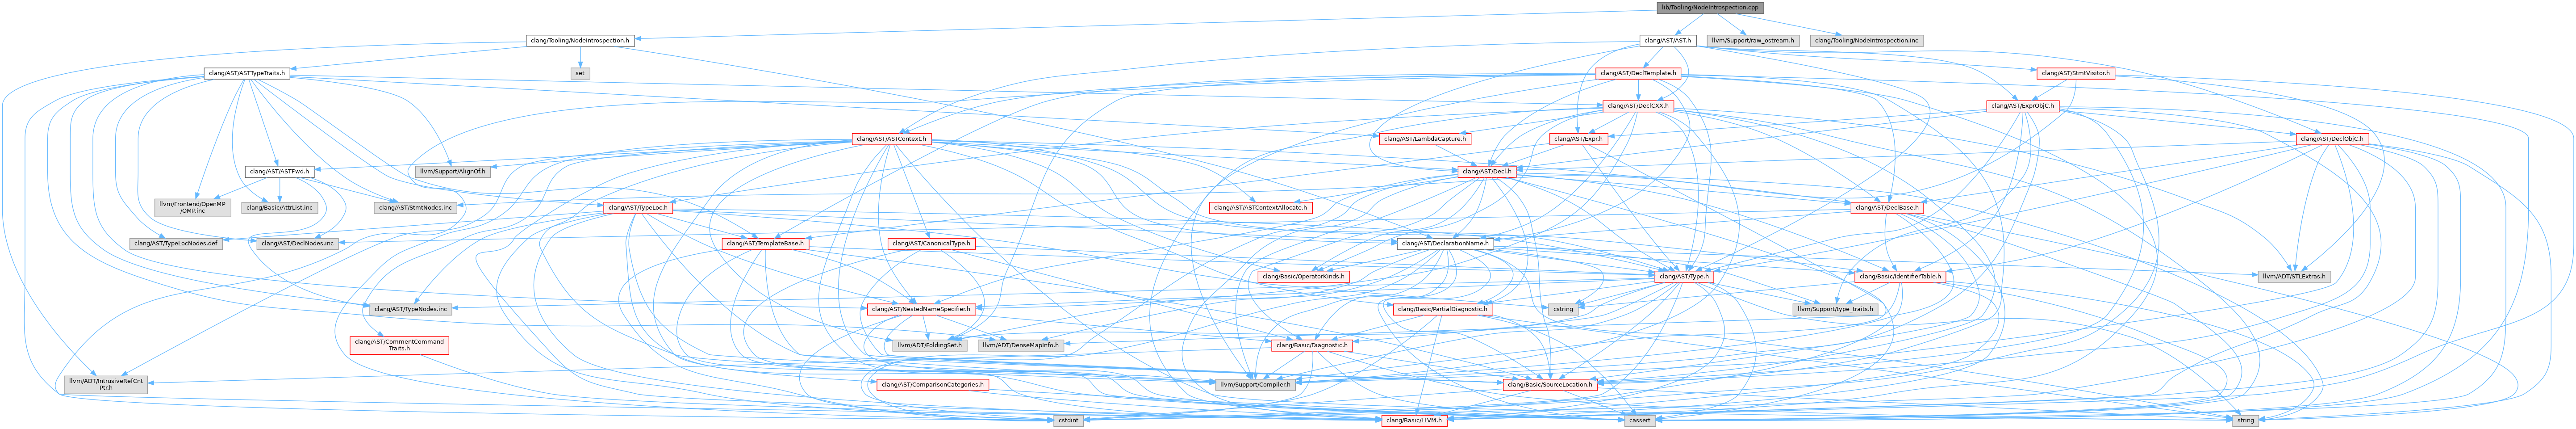 lib/Tooling/NodeIntrospection.cpp
clang/Tooling/NodeIntrospection.h
clang/AST/AST.h
llvm/Support/raw_ostream.h
clang/Tooling/NodeIntrospection.inc
clang/AST/ASTTypeTraits.h
set
clang/AST/DeclTemplate.h
clang/AST/StmtVisitor.h
clang/AST/DeclCXX.h
clang/AST/ExprObjC.h
clang/AST/ASTContext.h
clang/AST/LambdaCapture.h
clang/AST/Expr.h
clang/AST/DeclObjC.h
clang/AST/ASTFwd.h
llvm/Support/AlignOf.h
clang/AST/Decl.h
llvm/Frontend/OpenMP
/OMP.inc
clang/Basic/AttrList.inc
clang/AST/StmtNodes.inc
clang/AST/TypeLoc.h
clang/AST/ASTContextAllocate.h
clang/AST/DeclBase.h
clang/AST/TypeLocNodes.def
clang/AST/DeclNodes.inc
clang/AST/TemplateBase.h
clang/AST/CanonicalType.h
clang/AST/DeclarationName.h
clang/Basic/OperatorKinds.h
clang/AST/Type.h
clang/Basic/IdentifierTable.h
llvm/ADT/STLExtras.h
clang/AST/TypeNodes.inc
clang/AST/NestedNameSpecifier.h
clang/Basic/PartialDiagnostic.h
cstring
llvm/Support/type_traits.h
clang/AST/CommentCommand
Traits.h
llvm/ADT/FoldingSet.h
llvm/ADT/DenseMapInfo.h
clang/Basic/Diagnostic.h
llvm/ADT/IntrusiveRefCnt
Ptr.h
clang/AST/ComparisonCategories.h
llvm/Support/Compiler.h
clang/Basic/SourceLocation.h
cstdint
clang/Basic/LLVM.h
cassert
string